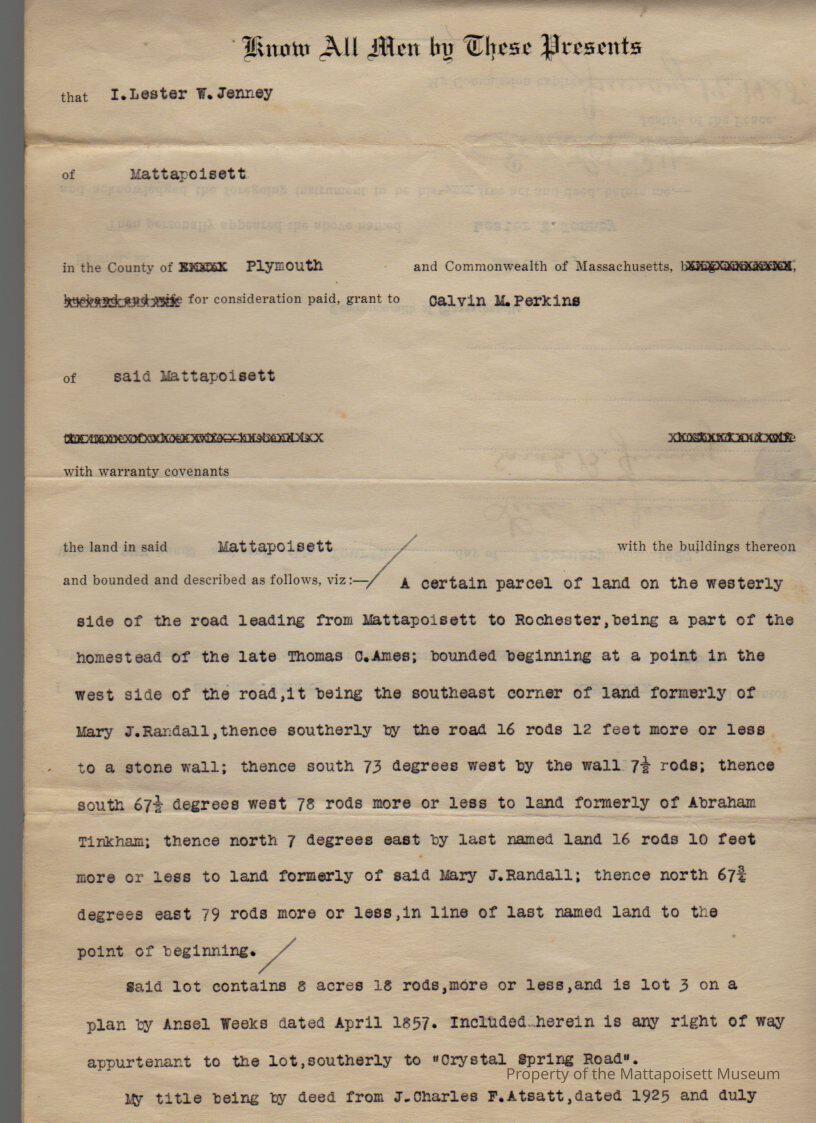 Know All Men by These Presents
that I.Lester W.Jenney
of Mattapoisett
in the County of Plymouth and Commonwealth of Massachusetts,
husband and wife for consideration paid, grant to Calvin M.Perkins
of said Mattapoisett
with warranty covenants
the land in said Mattapoisett with the buildings thereon
and bounded and described as follows, viz:— A certain parcel of land on the westerly
side of the road leading from Mattapoisett to Rochester,being a part of the
homestead of the late Thomas C.Ames; bounded beginning at a point in the
west side of the road,it being the southeast corner of land formerly of
Mary J.Randall,thence southerly by the road 16 rods 12 feet more or less
to a stone wall; thence south 73 degrees west by the wall 7½ rods; thence
south 67½ degrees west 78 rods more or less to land formerly of Abraham
Tinkham; thence north 7 degrees east by last named land 16 rods 10 feet
more or less to land formerly of said Mary J.Randall; thence north 67¾
degrees east 79 rods more or less,in line of last named land to the
point of beginning.
Said lot contains 8 acres 18 rods,more or less,and is lot 3 on a
plan by Ansel Weeks dated April 1857. Included herein is any right of way
appurtenant to the lot,southerly to "Crystal Spring Road".
Property of the Mattapoisett Museum
My title being by deed from J.Charles F.Atsatt,dated 1925 and duly